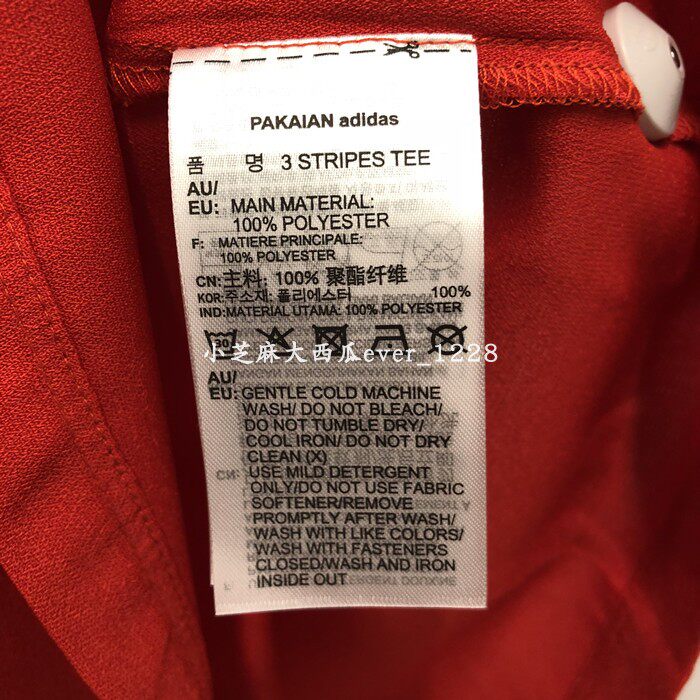 PAKAIAN adidas
품 명 3 STRIPES TEE
AU/
EU: MAIN MATERIAL:
100% POLYESTER
F: MATIERE PRINCIPALE:
100% POLYESTER
CN: 主料: 100% 聚酯纤维
KOR: 주소재: 폴리에스터 100%
IND: MATERIAL UTAMA: 100% POLYESTER
30
小芝麻大西瓜ever_1228
AU/
EU: GENTLE COLD MACHINE
WASH/ DO NOT BLEACH/
DO NOT TUMBLE DRY/
COOL IRON/ DO NOT DRY
CLEAN (X)
USE MILD DETERGENT
ONLY/DO NOT USE FABRIC
SOFTENER/REMOVE
PROMPTLY AFTER WASH/
WASH WITH LIKE COLORS/
WASH WITH FASTENERS
CLOSED/WASH AND IRON
INSIDE OUT